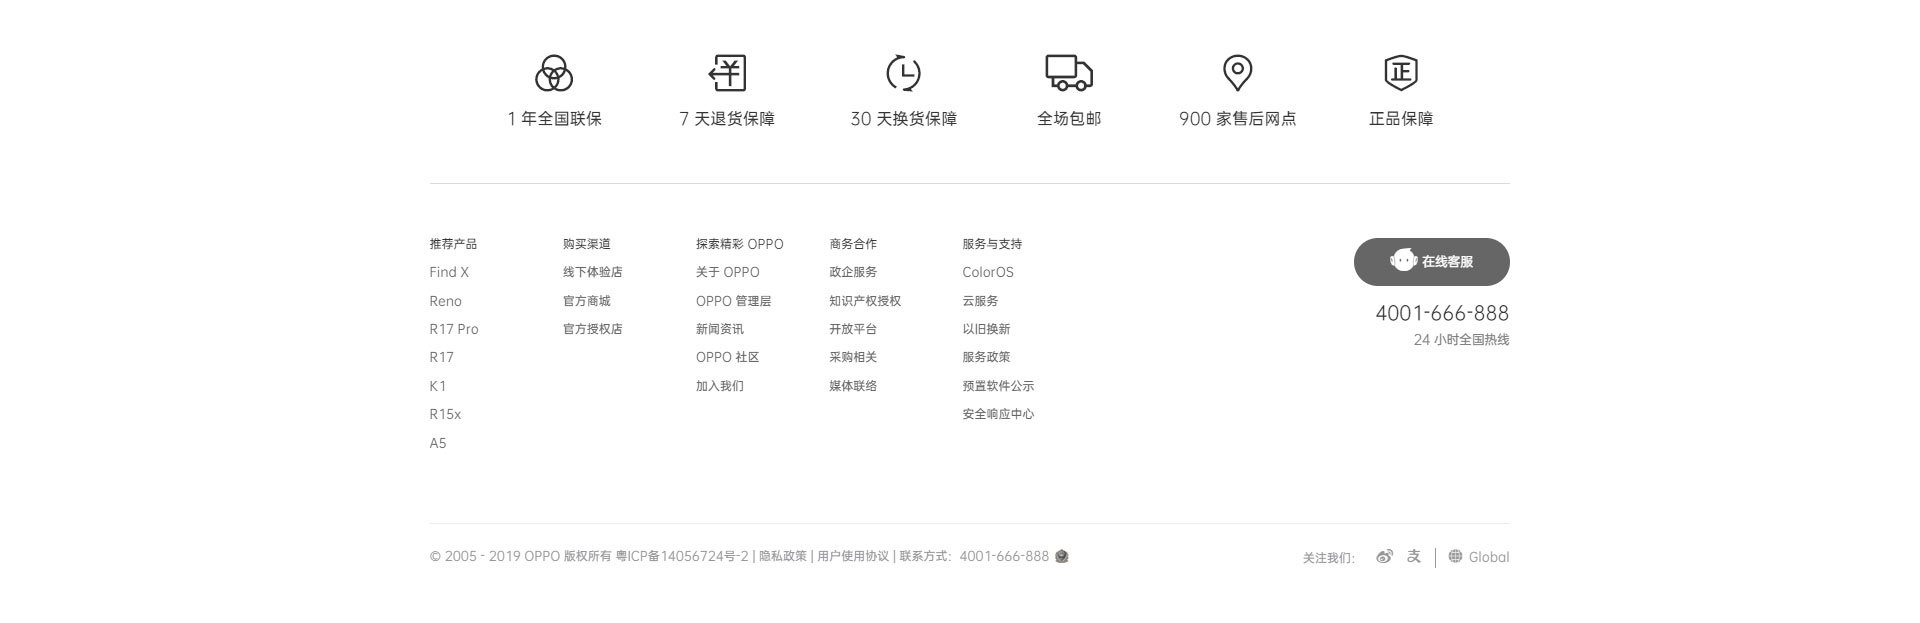 1 年全国联保
7 天退货保障
30 天换货保障
全场包邮
900 家售后网点
正
正品保障
推荐产品
Find X
Reno
R17 Pro
R17
K1
R15x
A5
购买渠道
线下体验店
官方商城
官方授权店
探索精彩 OPPO
关于 OPPO
OPPO 管理层
新闻资讯
OPPO 社区
加入我们
商务合作
政企服务
知识产权授权
开放平台
采购相关
媒体联络
服务与支持
ColorOS
云服务
以旧换新
服务政策
预置软件公示
安全响应中心
在线客服
4001-666-888
24 小时全国热线
© 2005 - 2019 OPPO 版权所有 粤ICP备14056724号-2 | 隐私政策 | 用户使用协议 | 联系方式：4001-666-888
关注我们： 支 Global